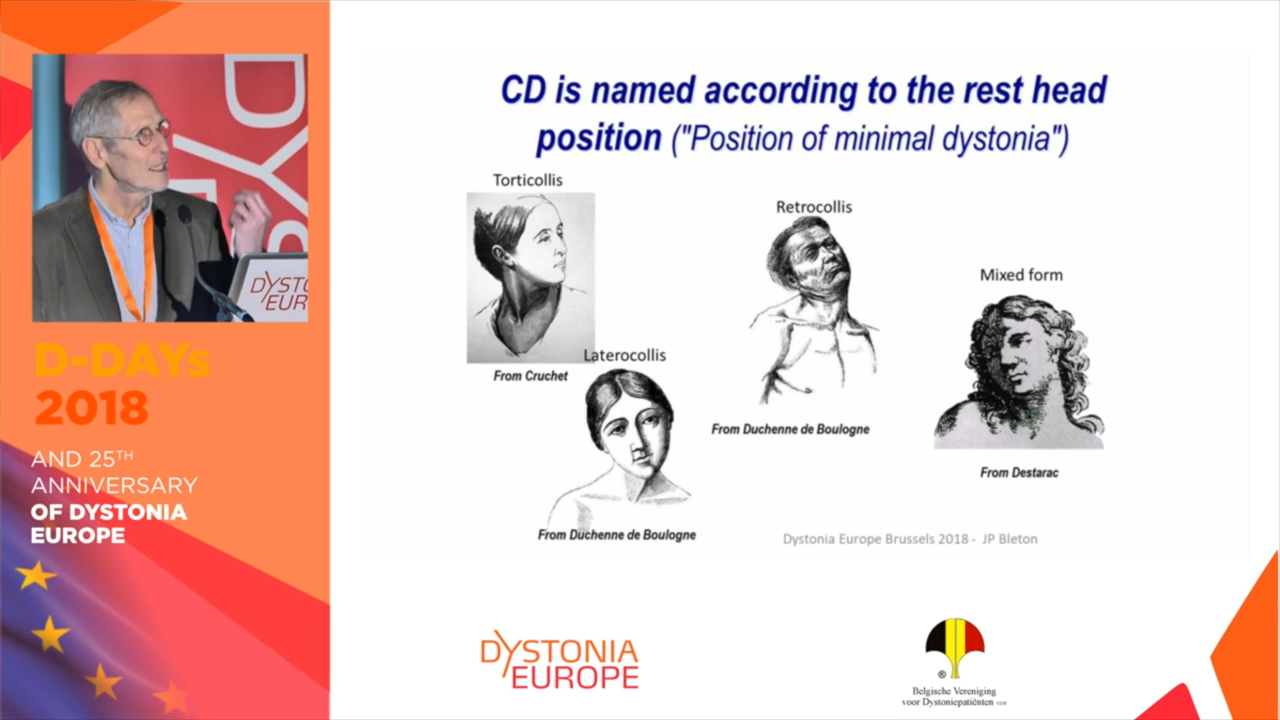 CD is named according to the rest head
position ("Position of minimal dystonia")
Torticollis
From Cruchet
Laterocollis
From Duchenne de Boulogne
Retrocollis
From Duchenne de Boulogne
Mixed form
From Destarac
Dystonia Europe Brussels 2018 - JP Bleton
DYST
EUR
D-DAYs
2018
AND 25TH
ANNIVERSARY
OF DYSTONIA
EUROPE
DYSTONIA
EUROPE
®
Belgische Vereniging
voor Dystoniepatiënten vzw